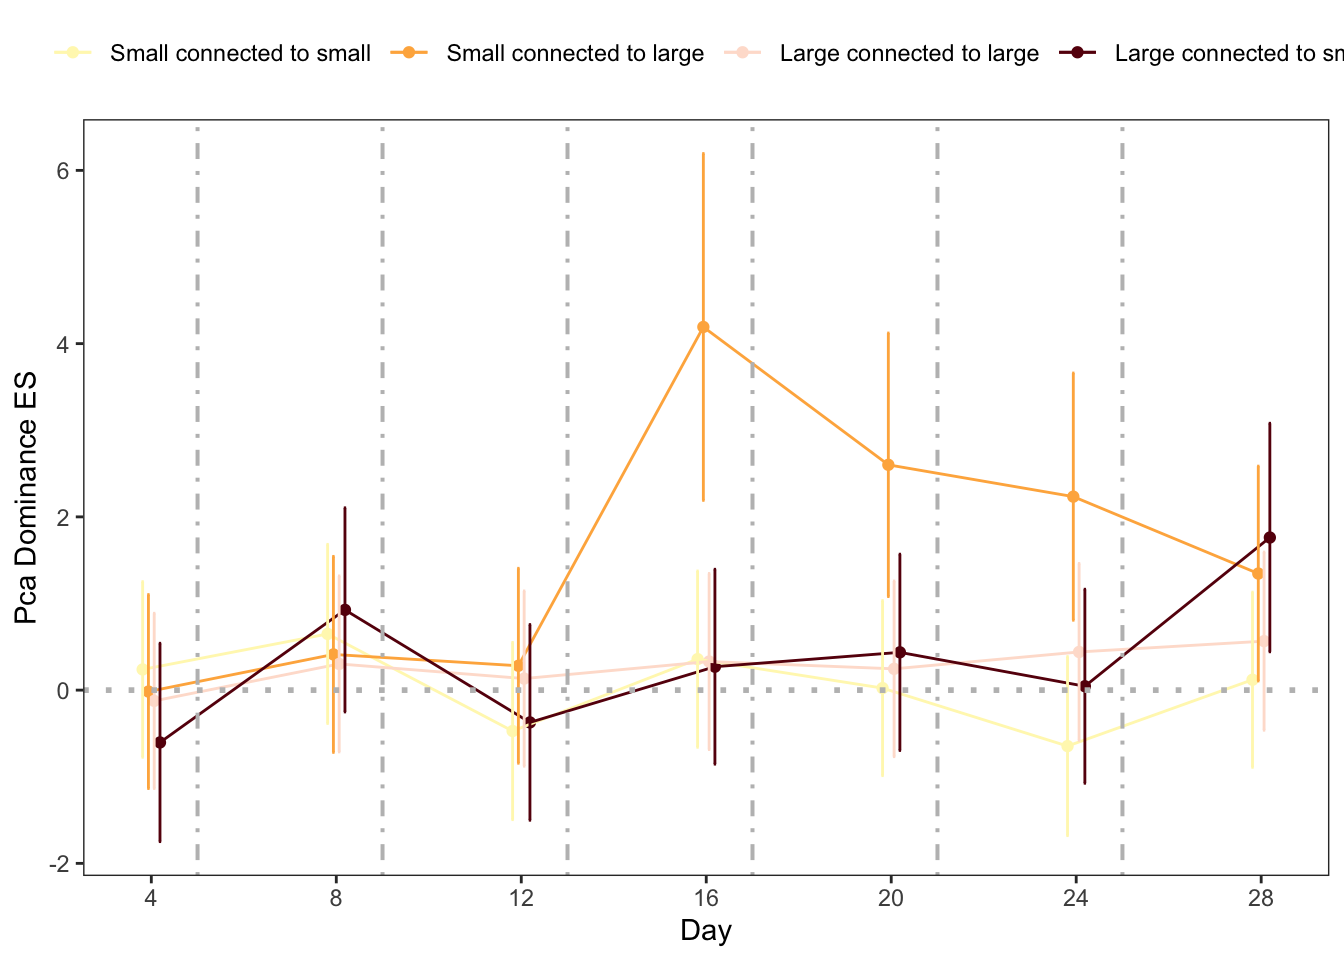 Small connected to small Small connected to large Large connected to large Large connected to sm
Pca Dominance ES
6
4
2
0
-2
4 8 12 16 20 24 28
Day